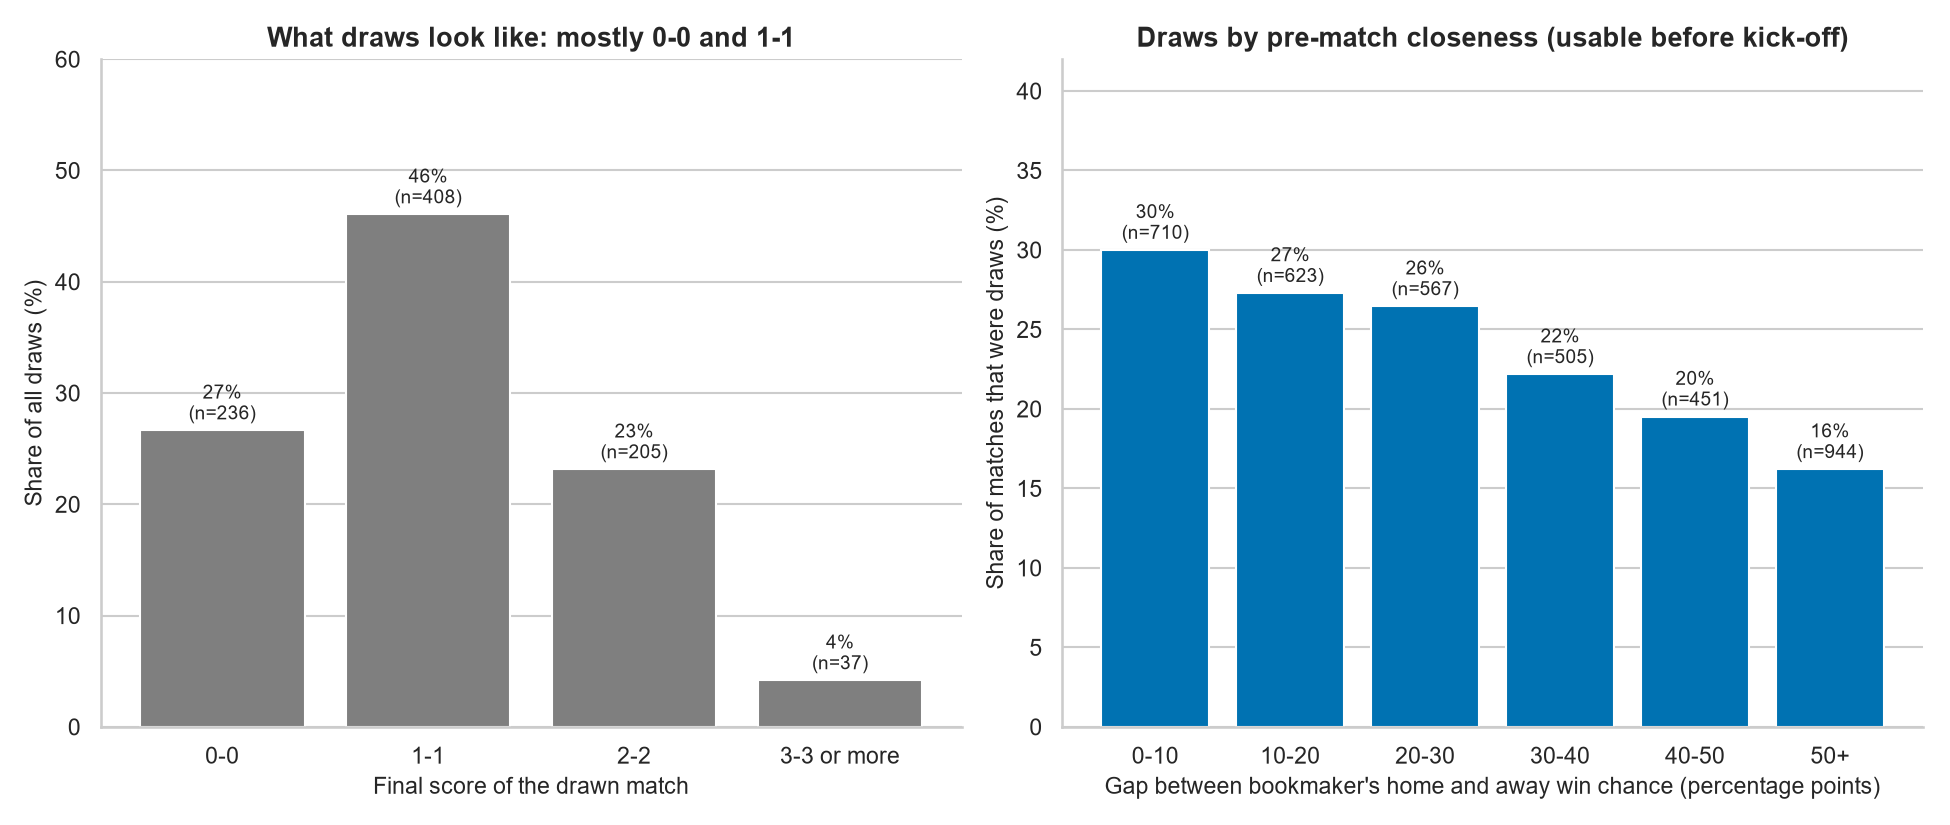 What draws look like: mostly 0-0 and 1-1
Share of all draws (%)
60
50
40
30
20
10
0
27%
(n=236)
46%
(n=408)
23%
(n=205)
4%
(n=37)
0-0
1-1
2-2
3-3 or more
Final score of the drawn match
Draws by pre-match closeness (usable before kick-off)
Share of matches that were draws (%)
40
35
30
25
20
15
10
5
0
30%
(n=710)
27%
(n=623)
26%
(n=567)
22%
(n=505)
20%
(n=451)
16%
(n=944)
0-10
10-20
20-30
30-40
40-50
50+
Gap between bookmaker's home and away win chance (percentage points)